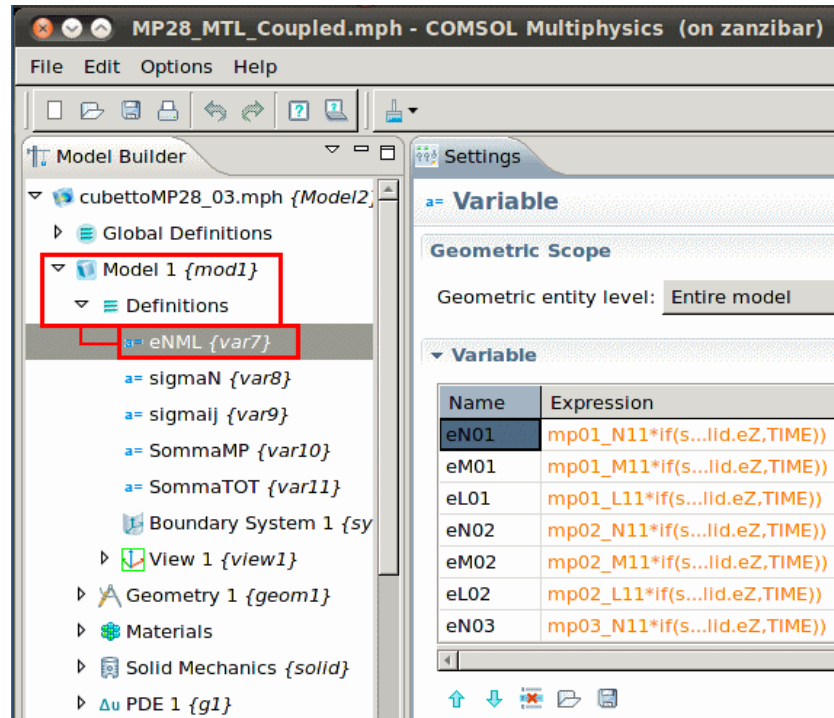 MP28_MTL_Coupled.mph - COMSOL Multiphysics (on zanzibar)
File Edit Options Help
Model Builder
cubettoMP28_03.mph {Model2}
Global Definitions
Model 1 {mod1}
Definitions
a= eNML {var7}
a= sigmaN {var8}
a= sigmaij {var9}
a= SommaMP {var10}
a= SommaTOT {var11}
Boundary System 1 {sy
View 1 {view1}
Geometry 1 {geom1}
Materials
Solid Mechanics {solid}
Δu PDE 1 {g1}
Settings
a= Variable
Geometric Scope
Geometric entity level: Entire model
Variable
Name Expression
eN01 mp01_N11*if(s...lid.eZ,TIME))
eM01 mp01_M11*if(s...lid.eZ,TIME))
eL01 mp01_L11*if(s...lid.eZ,TIME))
eN02 mp02_N11*if(s...lid.eZ,TIME))
eM02 mp02_M11*if(s...lid.eZ,TIME))
eL02 mp02_L11*if(s...lid.eZ,TIME))
eN03 mp03_N11*if(s...lid.eZ,TIME))